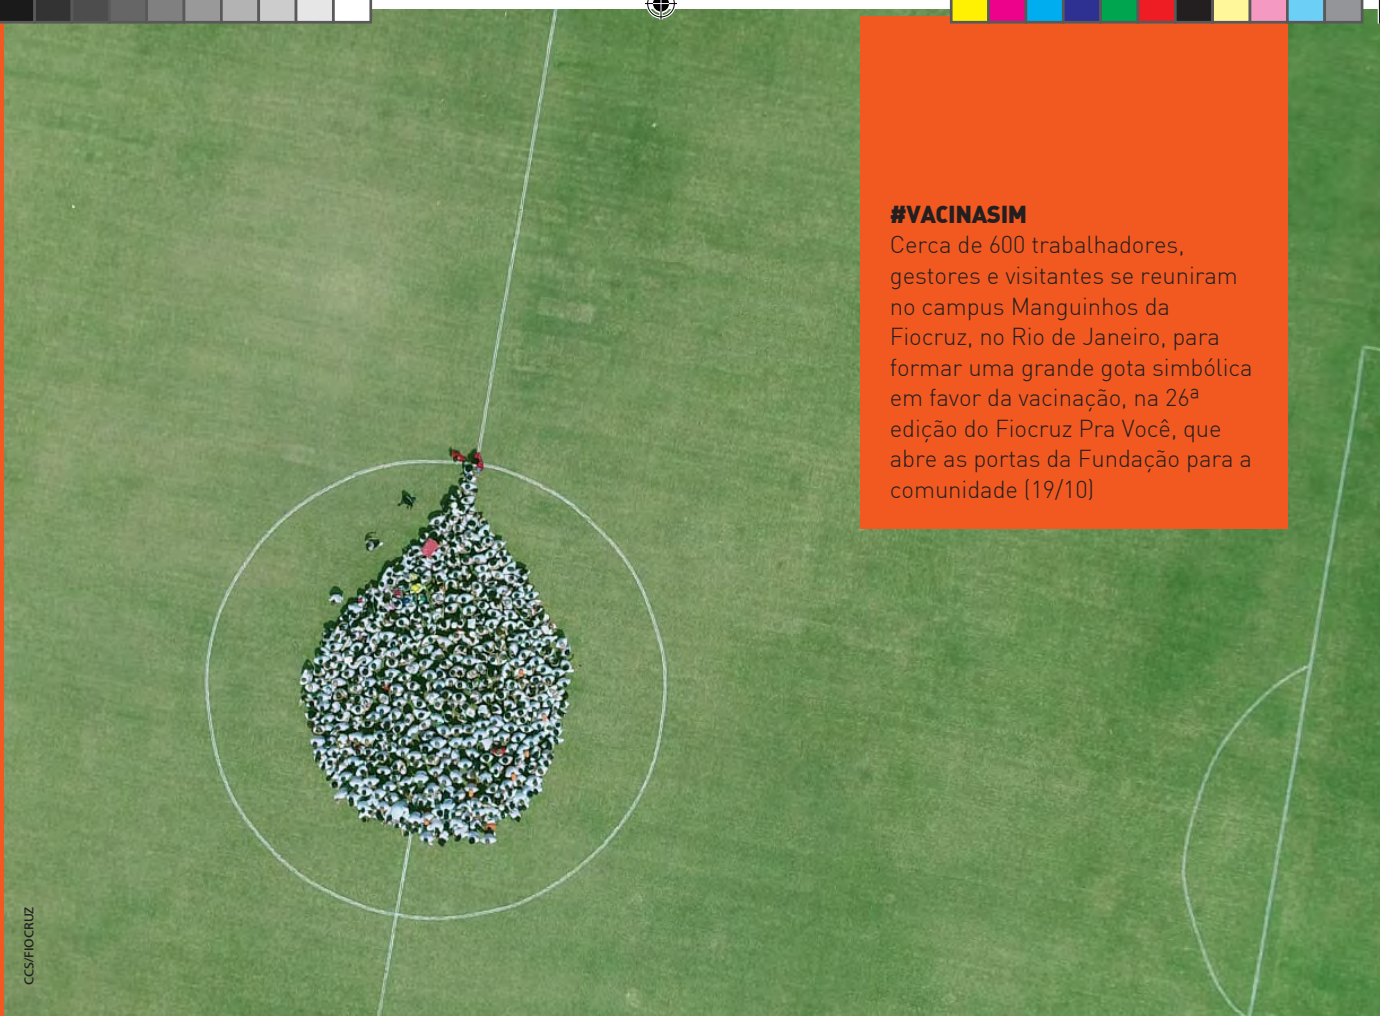 #VACINASIM
Cerca de 600 trabalhadores,
gestores e visitantes se reuniram
no campus Manguinhos da
Fiocruz, no Rio de Janeiro, para
formar uma grande gota simbólica
em favor da vacinação, na 26ª
edição do Fiocruz Pra Você, que
abre as portas da Fundação para a
comunidade (19/10)
CCS/FIOCRUZ